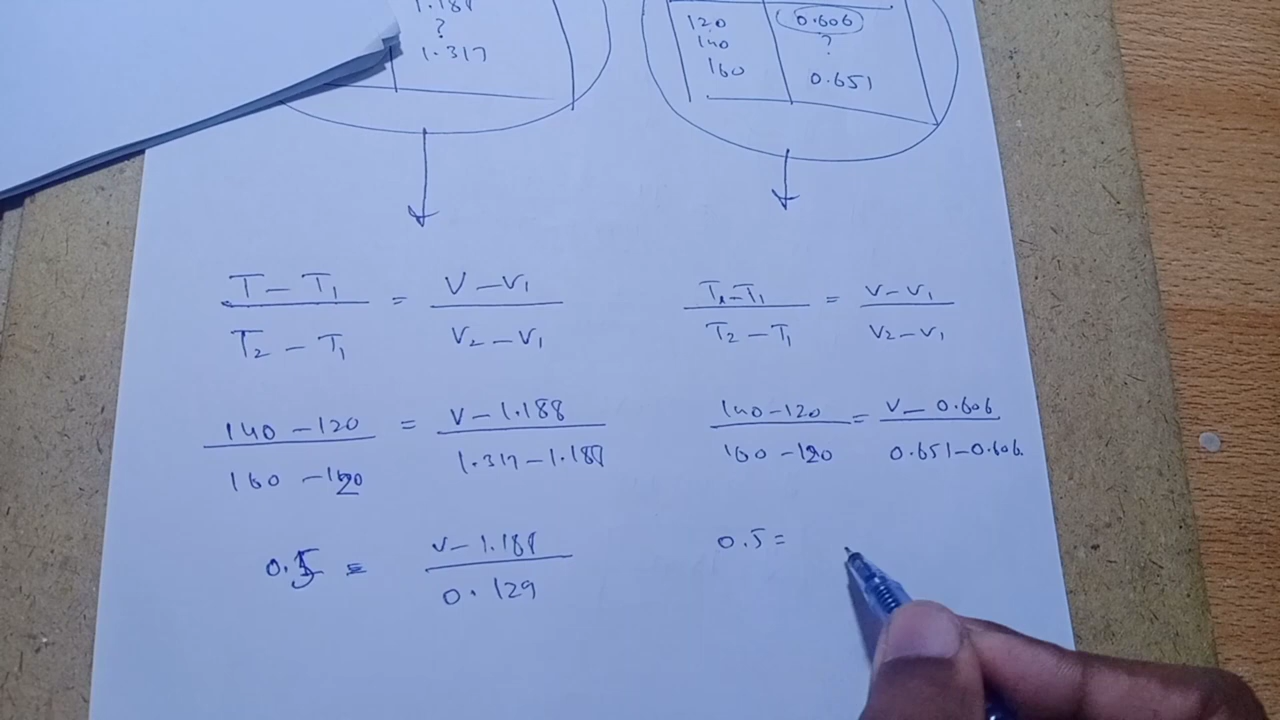 1.188
?
1.317
120 0.606
140 ?
160 0.651
T - T₁ / T₂ - T₁ = V - V₁ / V₂ - V₁
140 - 120 / 160 - 120 = V - 1.188 / 1.317 - 1.188
0.5 = V - 1.188 / 0.129
T - T₁ / T₂ - T₁ = V - V₁ / V₂ - V₁
140 - 120 / 160 - 120 = V - 0.606 / 0.651 - 0.606
0.5 =